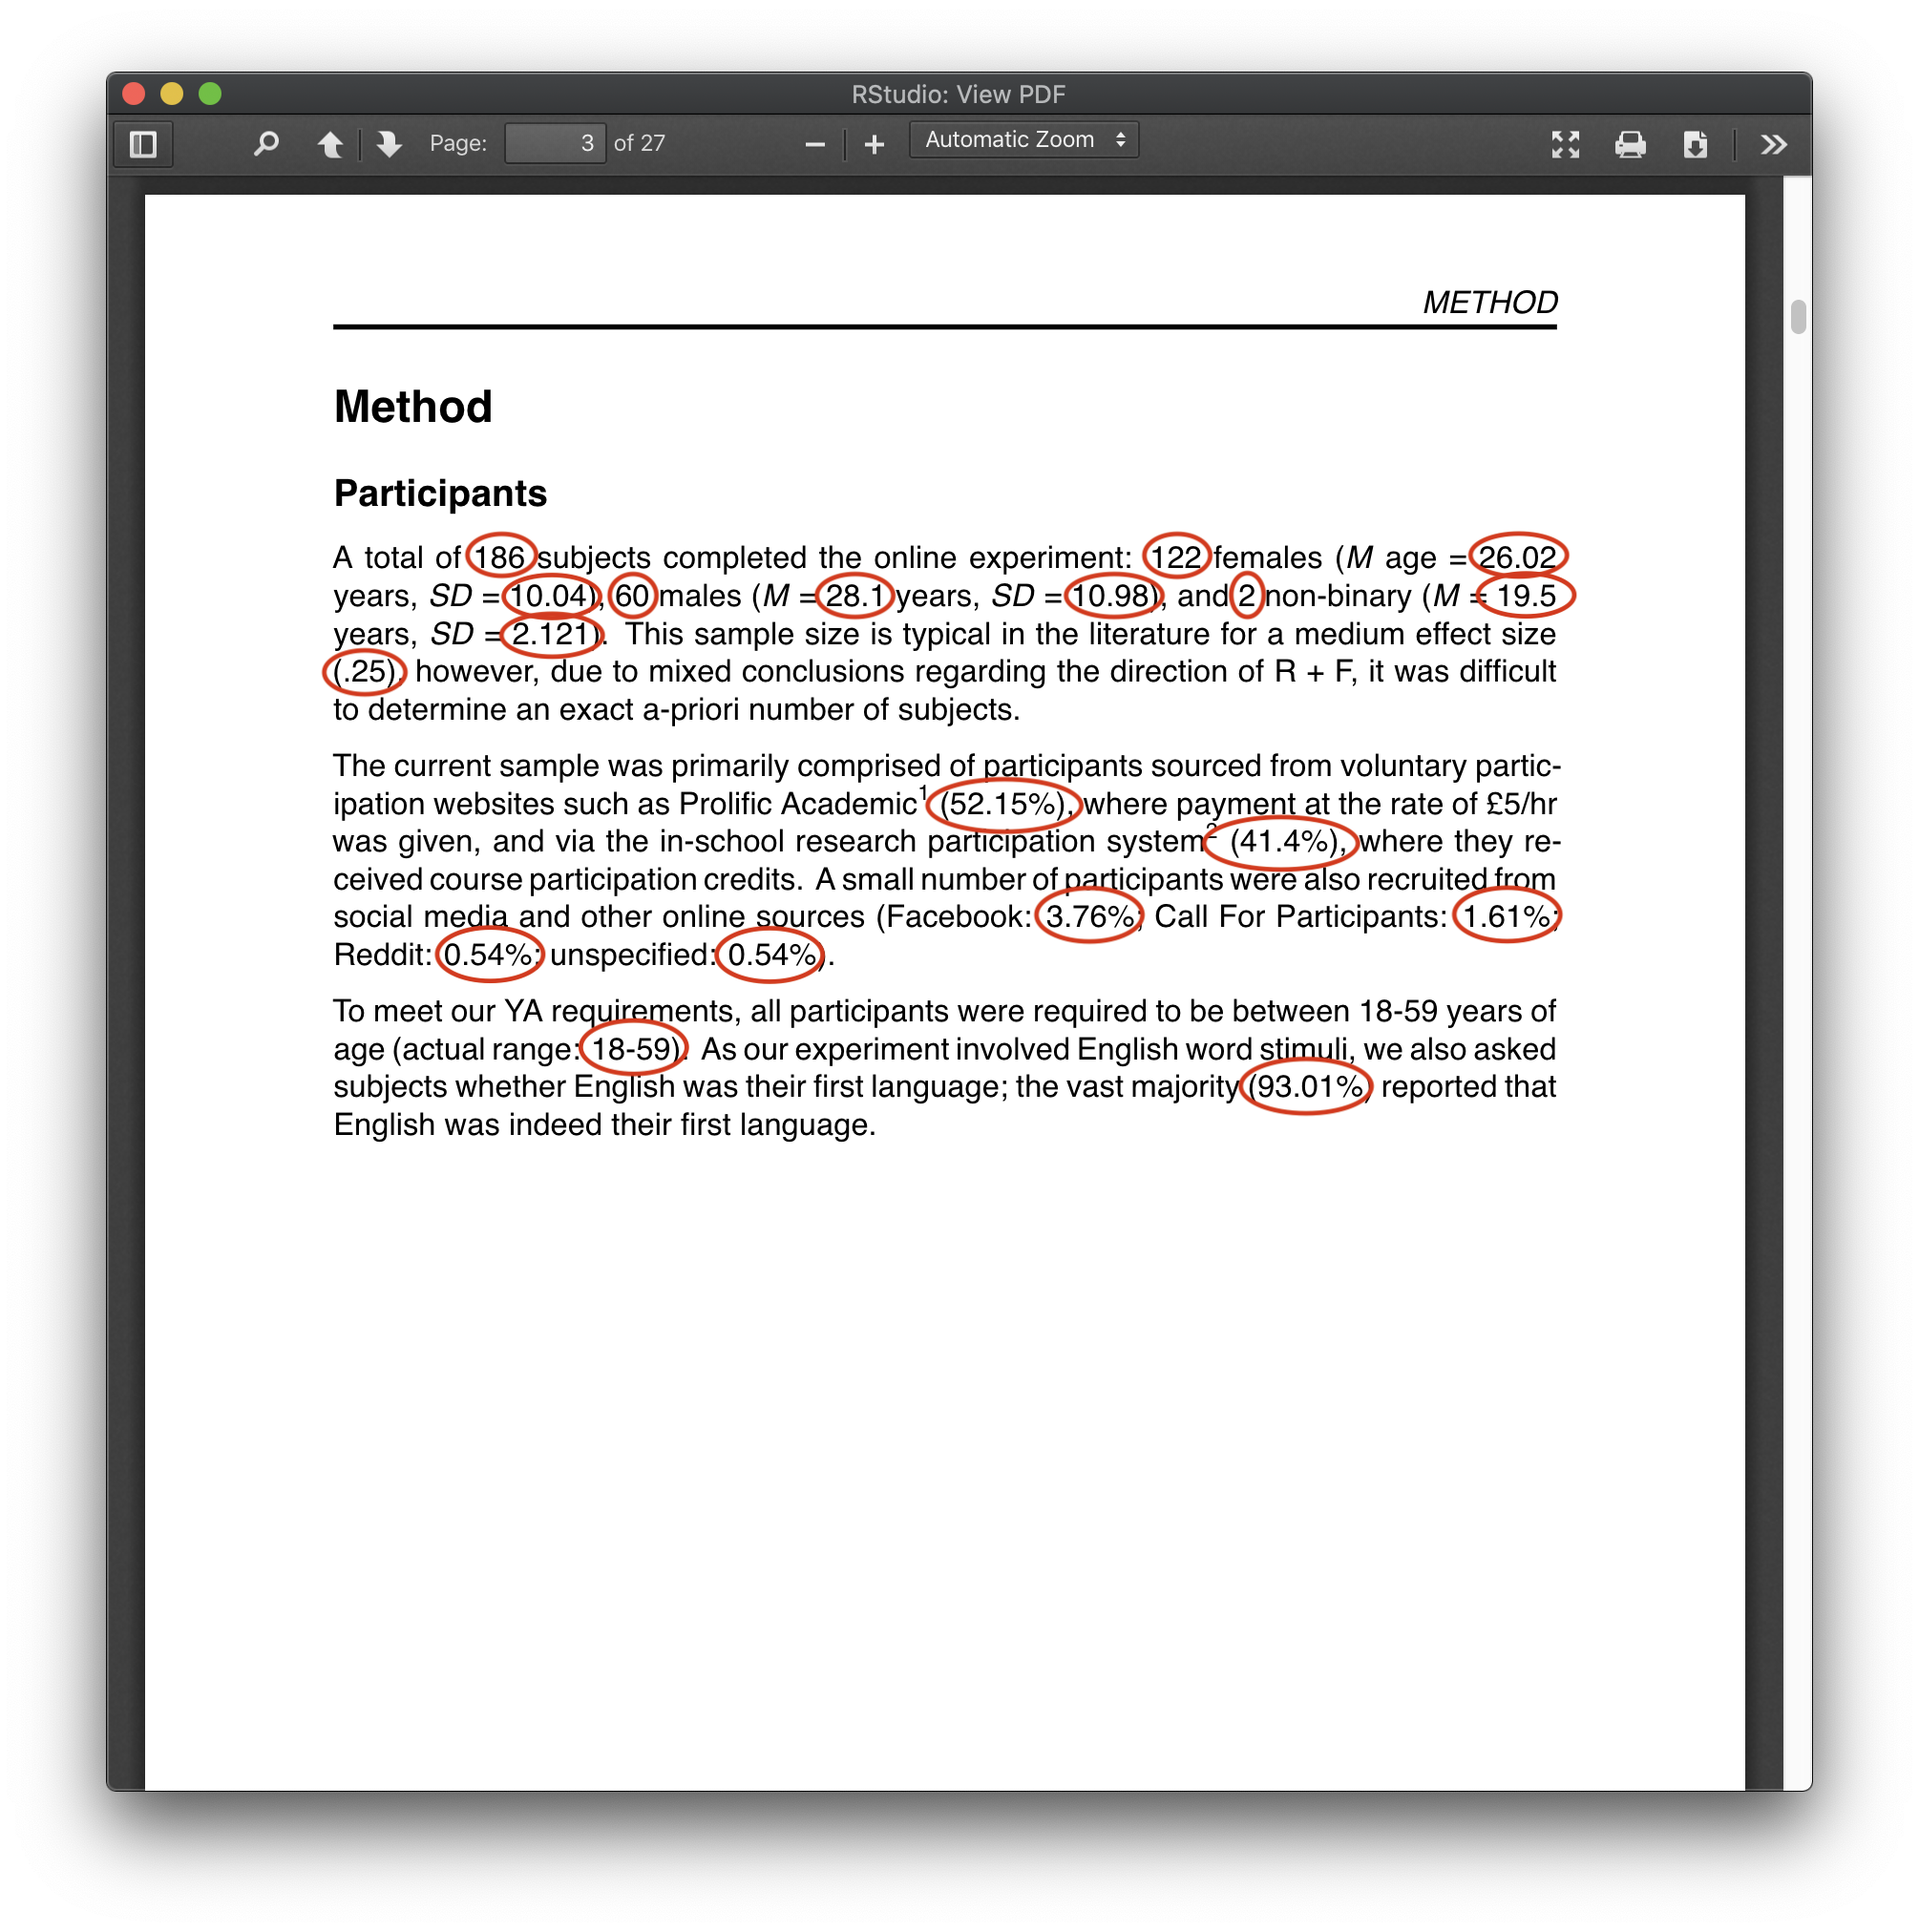 RStudio: View PDF
Page: 3 of 27 Automatic Zoom
METHOD
Method
Participants
A total of 186 subjects completed the online experiment: 122 females (M age = 26.02
years, SD = 10.04), 60 males (M = 28.1 years, SD = 10.98), and 2 non-binary (M = 19.5
years, SD = 2.121). This sample size is typical in the literature for a medium effect size
(.25), however, due to mixed conclusions regarding the direction of R + F, it was difficult
to determine an exact a-priori number of subjects.
The current sample was primarily comprised of participants sourced from voluntary partic-
ipation websites such as Prolific Academic¹ (52.15%), where payment at the rate of £5/hr
was given, and via the in-school research participation system² (41.4%), where they re-
ceived course participation credits. A small number of participants were also recruited from
social media and other online sources (Facebook: 3.76%; Call For Participants: 1.61%;
Reddit: 0.54%; unspecified: 0.54%).
To meet our YA requirements, all participants were required to be between 18-59 years of
age (actual range: 18-59). As our experiment involved English word stimuli, we also asked
subjects whether English was their first language; the vast majority (93.01%) reported that
English was indeed their first language.